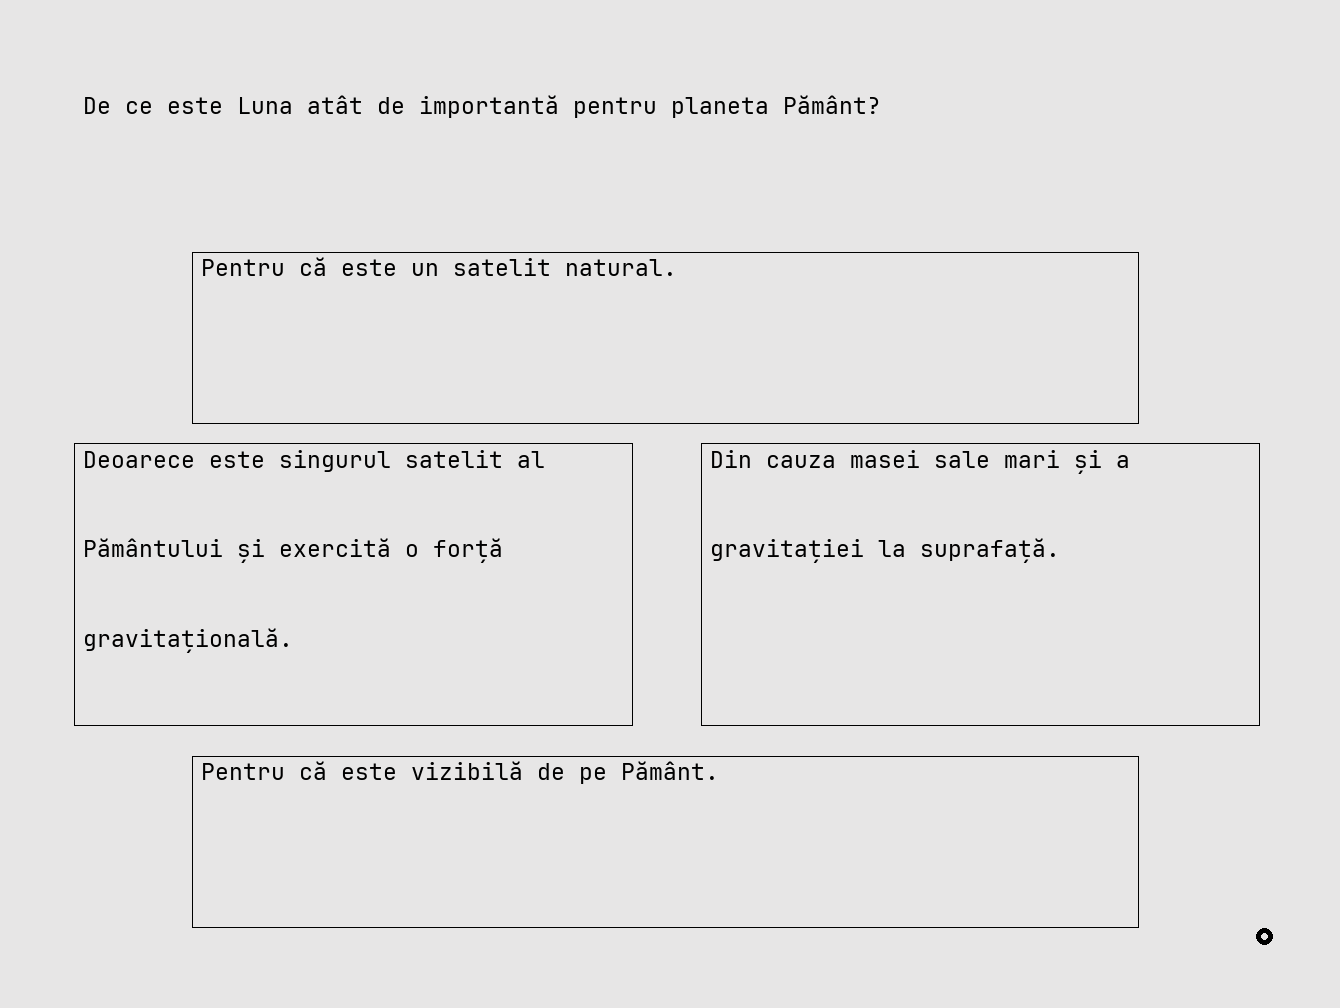 De ce este Luna atât de importantă pentru planeta Pământ?
Pentru că este un satelit natural.
Deoarece este singurul satelit al
Pământului și exercită o forță
gravitațională.
Din cauza masei sale mari și a
gravitației la suprafață.
Pentru că este vizibilă de pe Pământ.